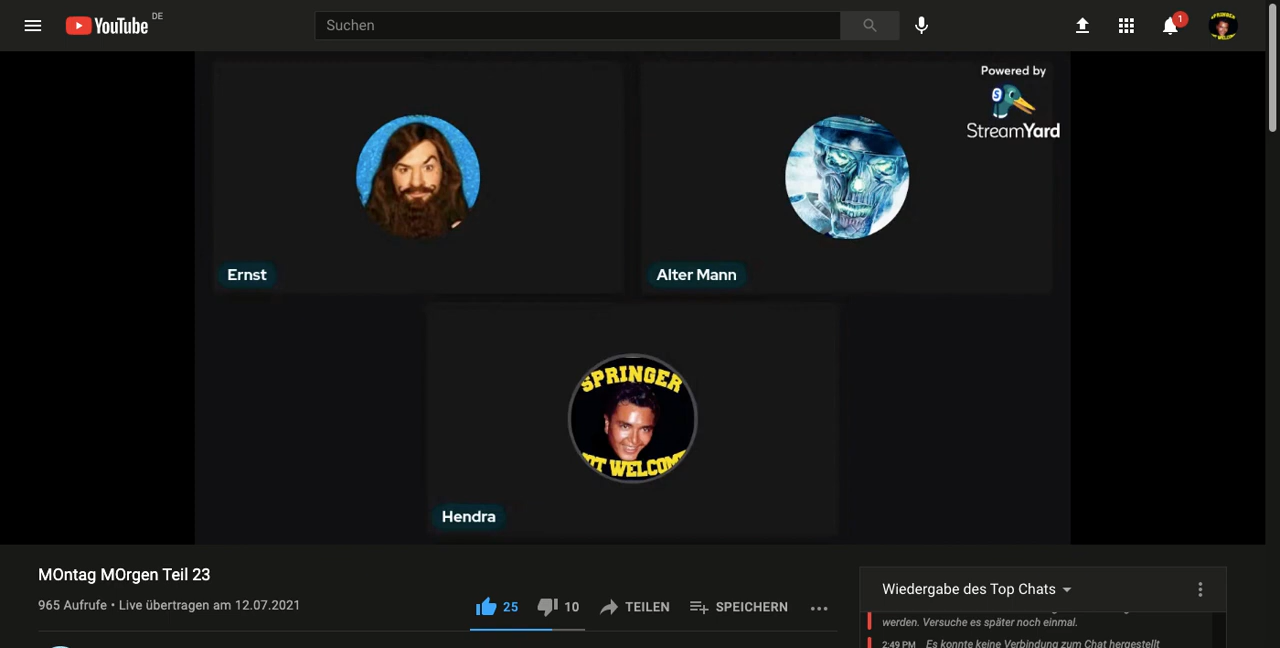 YouTube DE
Suchen
1
Powered by
StreamYard
Ernst
Alter Mann
SPRINGER
WELCOM
Hendra
MOntag MOrgen Teil 23
965 Aufrufe • Live übertragen am 12.07.2021
25
10
TEILEN
SPEICHERN
Wiedergabe des Top Chats
werden. Versuche es später noch einmal.
2:49 PM Es konnte keine Verbindung zum Chat hergestellt